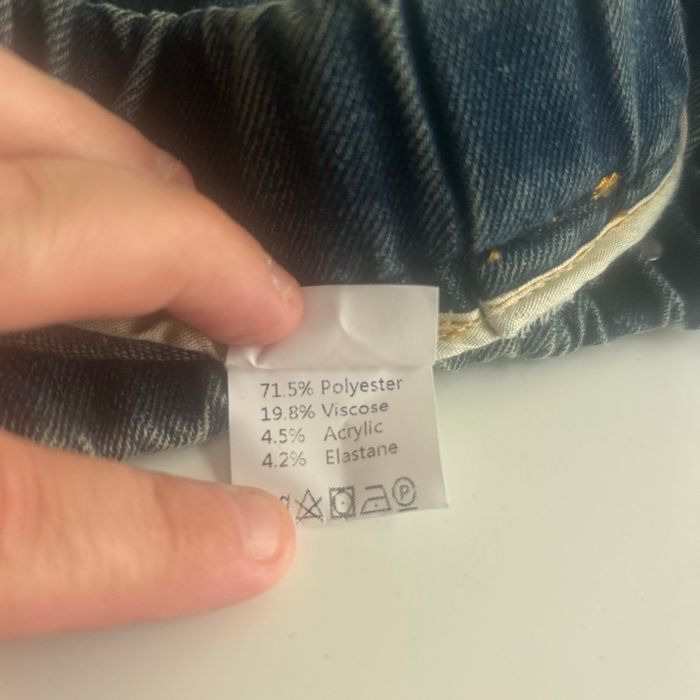 71.5% Polyester
19.8% Viscose
4.5% Acrylic
4.2% Elastane
P